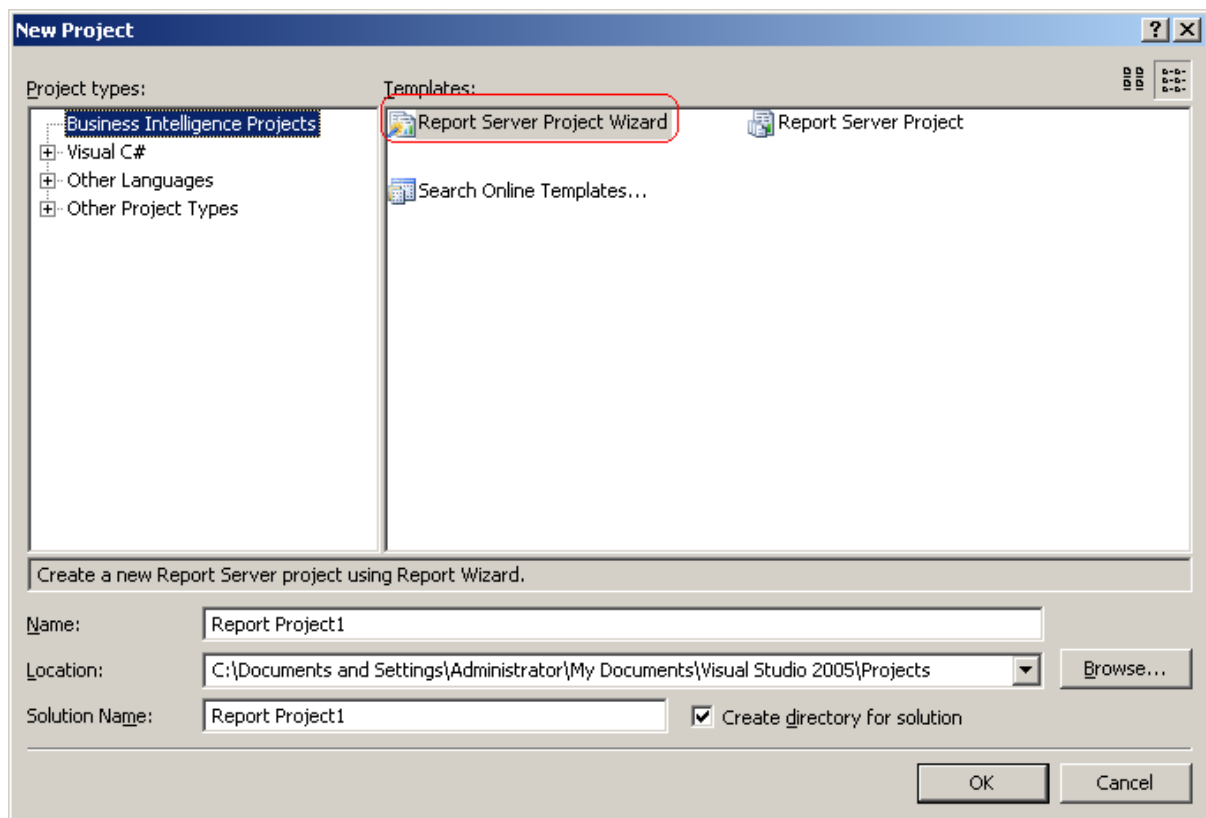 New Project
Project types:
Templates:
Business Intelligence Projects
Visual C#
Other Languages
Other Project Types
Report Server Project Wizard
Report Server Project
Search Online Templates...
Create a new Report Server project using Report Wizard.
Name:
Report Project1
Location:
C:\Documents and Settings\Administrator\My Documents\Visual Studio 2005\Projects
Browse...
Solution Name:
Report Project1
Create directory for solution
OK
Cancel